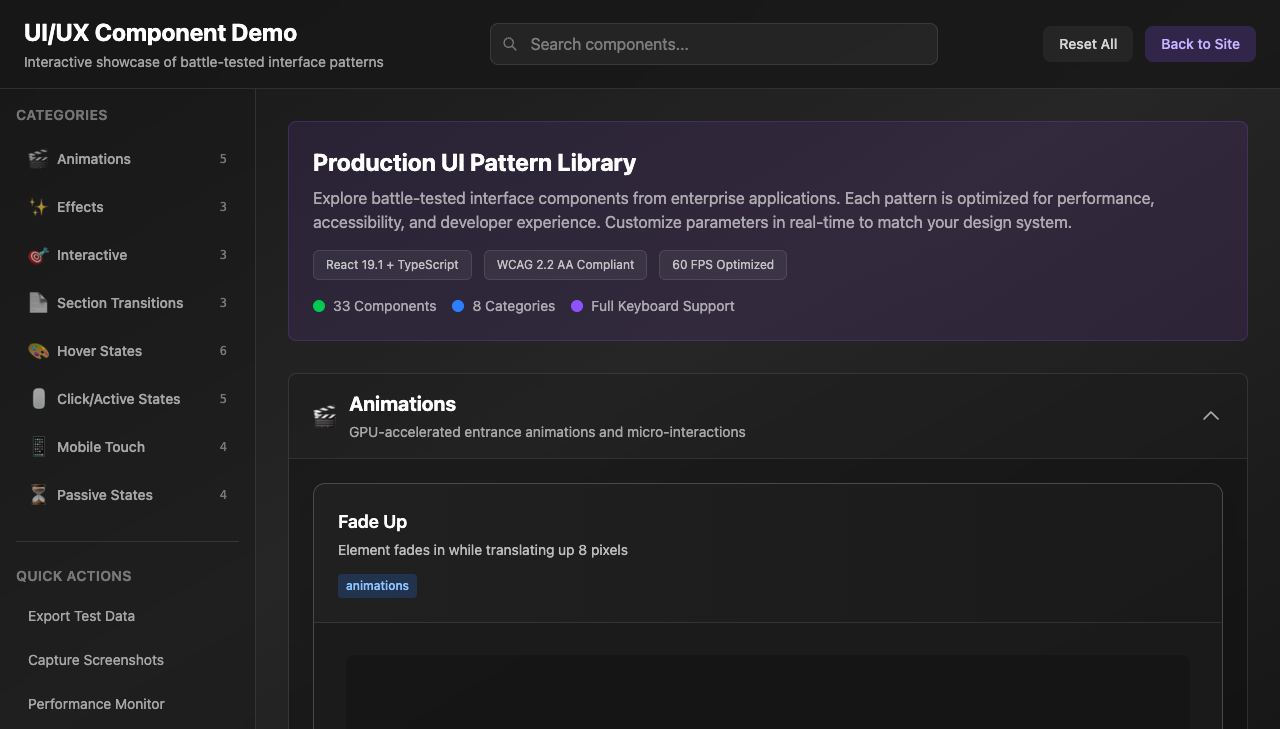 UI/UX Component Demo
Interactive showcase of battle-tested interface patterns
Search components...
Reset All
Back to Site
CATEGORIES
Animations 5
Effects 3
Interactive 3
Section Transitions 3
Hover States 6
Click/Active States 5
Mobile Touch 4
Passive States 4
QUICK ACTIONS
Export Test Data
Capture Screenshots
Performance Monitor
Production UI Pattern Library
Explore battle-tested interface components from enterprise applications. Each pattern is optimized for performance,
accessibility, and developer experience. Customize parameters in real-time to match your design system.
React 19.1 + TypeScript
WCAG 2.2 AA Compliant
60 FPS Optimized
33 Components
8 Categories
Full Keyboard Support
Animations
GPU-accelerated entrance animations and micro-interactions
Fade Up
Element fades in while translating up 8 pixels
animations